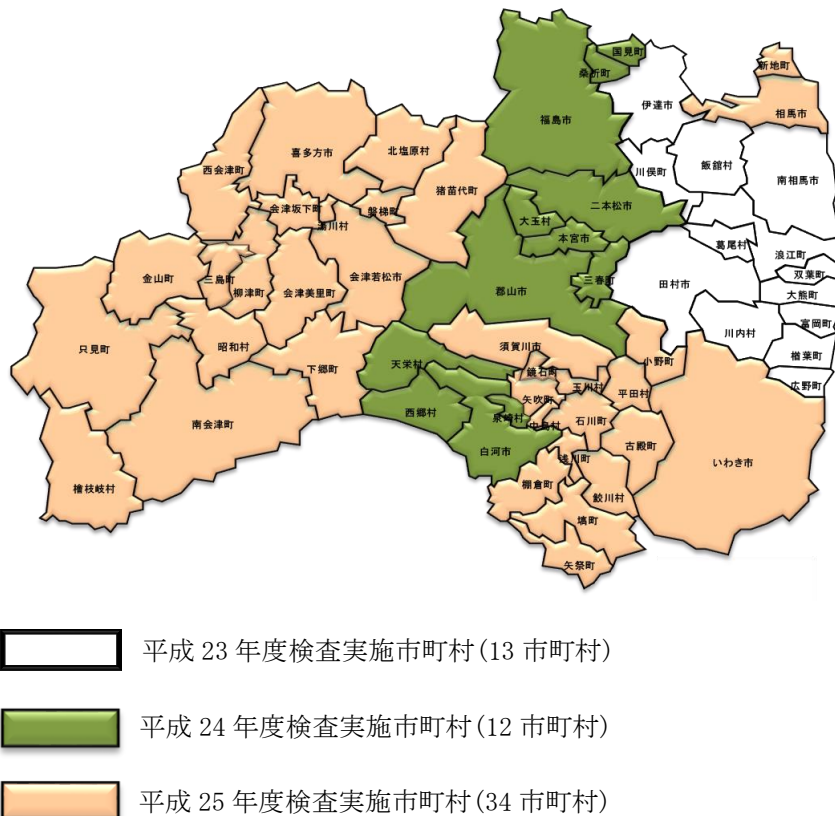 国見町
桑折町
新地町
伊達市
相馬市
福島市
喜多方市
北塩原村
飯舘村
西会津町
川俣町
南相馬市
猪苗代町
会津坂下町
磐梯町
湯川村
二本松市
大玉村
本宮市
葛尾村
浪江町
双葉町
金山町
三島町
柳津町
会津美里町
会津若松市
郡山市
三春町
田村市
大熊町
富岡町
川内村
只見町
昭和村
須賀川市
小野町
楢葉町
天栄村
下郷町
鏡石町
玉川村
平田村
広野町
矢吹町
西郷村
泉崎村
中島村
石川町
南会津町
白河市
古殿町
浅川町
いわき市
檜枝岐村
棚倉町
鮫川村
塙町
矢祭町
平成 23 年度検査実施市町村(13 市町村)
平成 24 年度検査実施市町村(12 市町村)
平成 25 年度検査実施市町村(34 市町村)